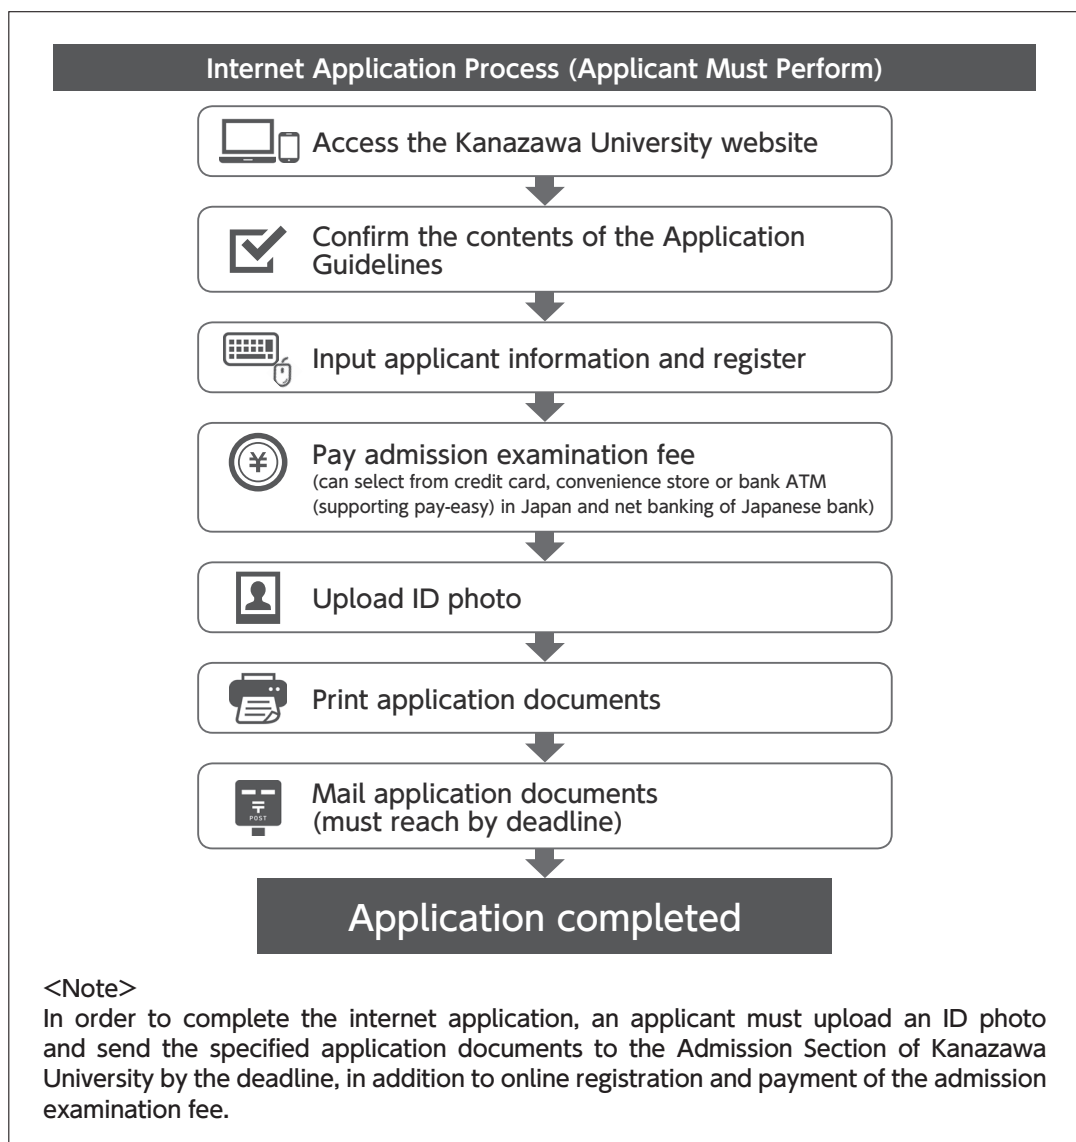 Internet Application Process (Applicant Must Perform)
Access the Kanazawa University website
Confirm the contents of the Application
Guidelines
Input applicant information and register
¥
Pay admission examination fee
(can select from credit card, convenience store or bank ATM
(supporting pay-easy) in Japan and net banking of Japanese bank)
Upload ID photo
Print application documents
〒
POST
Mail application documents
(must reach by deadline)
Application completed
<Note>
In order to complete the internet application, an applicant must upload an ID photo
and send the specified application documents to the Admission Section of Kanazawa
University by the deadline, in addition to online registration and payment of the admission
examination fee.